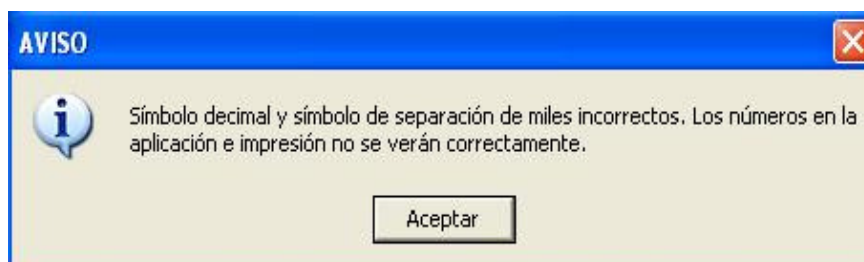 AVISO
Símbolo decimal y símbolo de separación de miles incorrectos. Los números en la
aplicación e impresión no se verán correctamente.
Aceptar